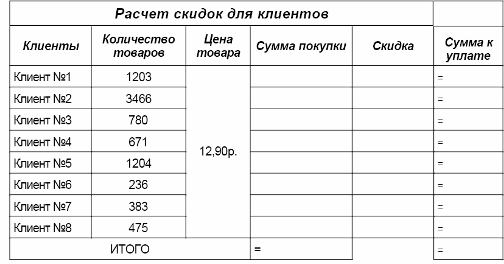 Расчет скидок для клиентов
Клиенты Количество товаров Цена товара Сумма покупки Скидка Сумма к уплате
Клиент №1 1203 =
Клиент №2 3466 =
Клиент №3 780 =
Клиент №4 671 12,90р. =
Клиент №5 1204 =
Клиент №6 236 =
Клиент №7 383 =
Клиент №8 475 =
ИТОГО = =